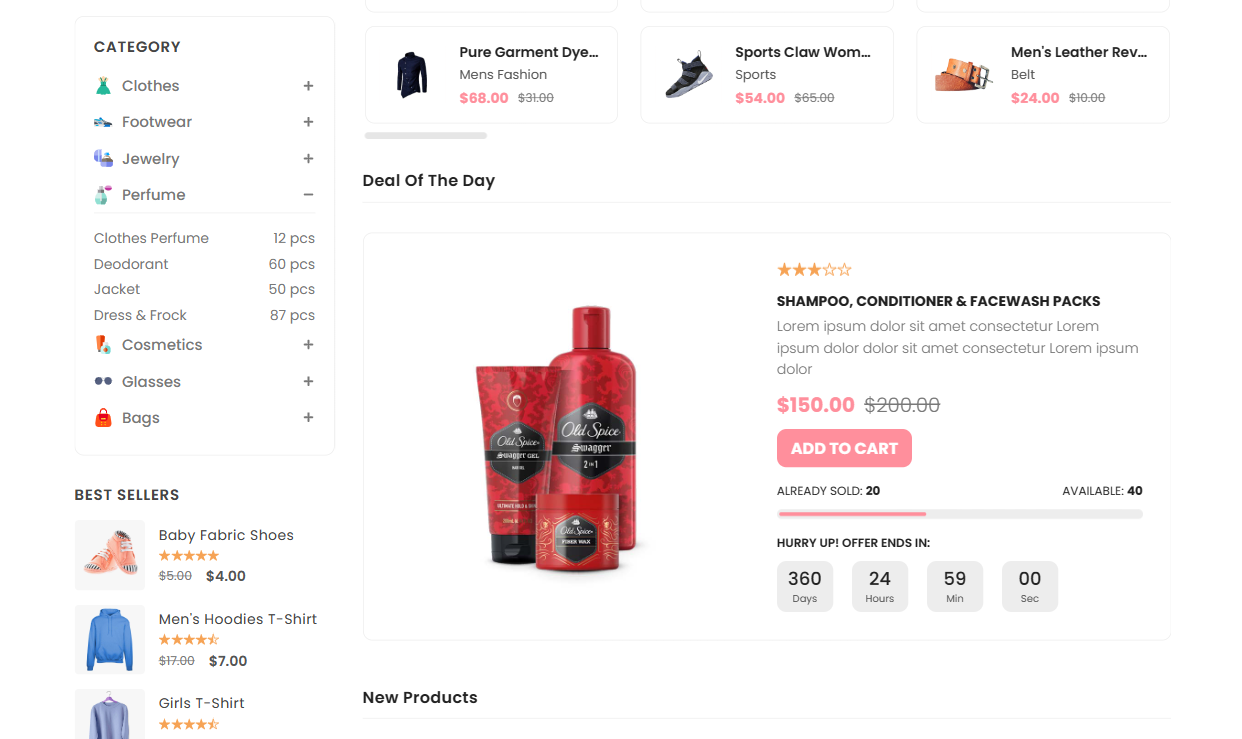 CATEGORY
Clothes +
Footwear +
Jewelry +
Perfume −
Clothes Perfume 12 pcs
Deodorant 60 pcs
Jacket 50 pcs
Dress & Frock 87 pcs
Cosmetics +
Glasses +
Bags +
BEST SELLERS
Baby Fabric Shoes
$5.00 $4.00
Men's Hoodies T-Shirt
$17.00 $7.00
Girls T-Shirt
Pure Garment Dye...
Mens Fashion
$68.00 $31.00
Sports Claw Wom...
Sports
$54.00 $65.00
Men's Leather Rev...
Belt
$24.00 $10.00
Deal Of The Day
Old Spice
Swagger GEL
HAIR GEL
Old Spice
Swagger
2 IN 1
Old Spice
FIBER WAX
SHAMPOO, CONDITIONER & FACEWASH PACKS
Lorem ipsum dolor sit amet consectetur Lorem
ipsum dolor dolor sit amet consectetur Lorem ipsum
dolor
$150.00 $200.00
ADD TO CART
ALREADY SOLD: 20 AVAILABLE: 40
HURRY UP! OFFER ENDS IN:
360 24 59 00
Days Hours Min Sec
New Products